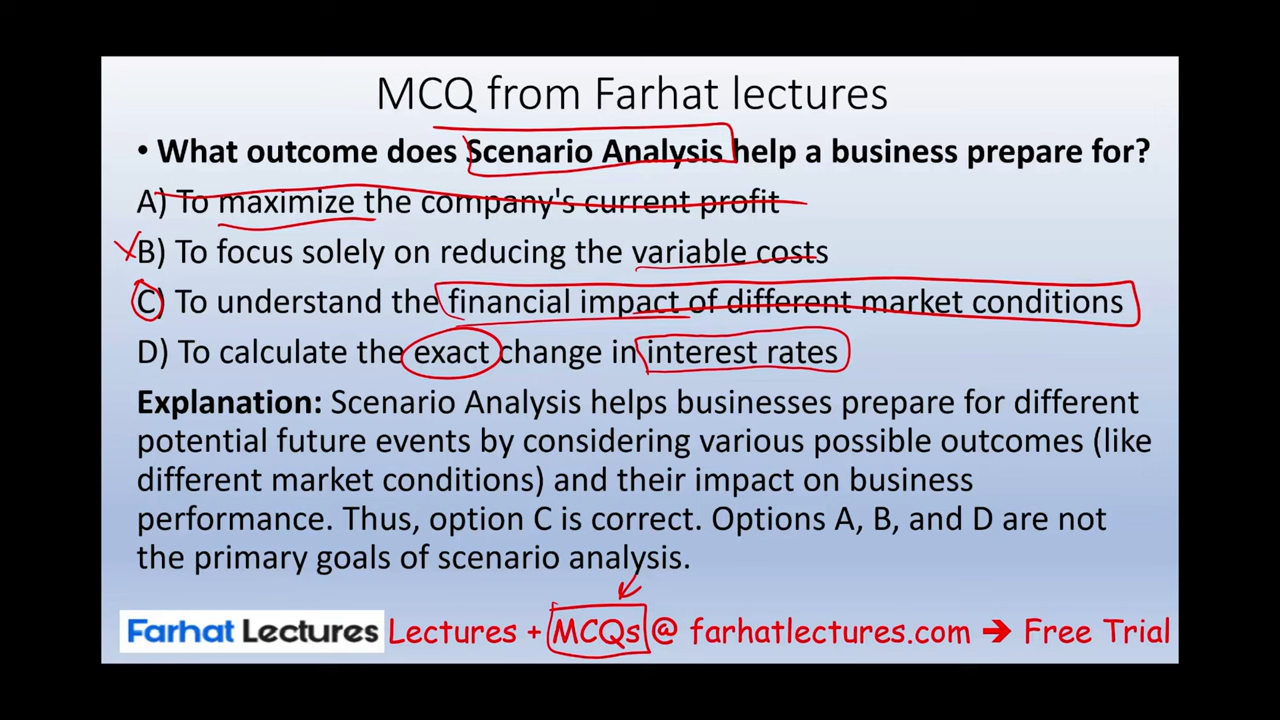 MCQ from Farhat lectures
• What outcome does Scenario Analysis help a business prepare for?
A) To maximize the company's current profit
B) To focus solely on reducing the variable costs
C) To understand the financial impact of different market conditions
D) To calculate the exact change in interest rates
Explanation: Scenario Analysis helps businesses prepare for different
potential future events by considering various possible outcomes (like
different market conditions) and their impact on business
performance. Thus, option C is correct. Options A, B, and D are not
the primary goals of scenario analysis.
Farhat Lectures Lectures + MCQs @ farhatlectures.com ➔ Free Trial